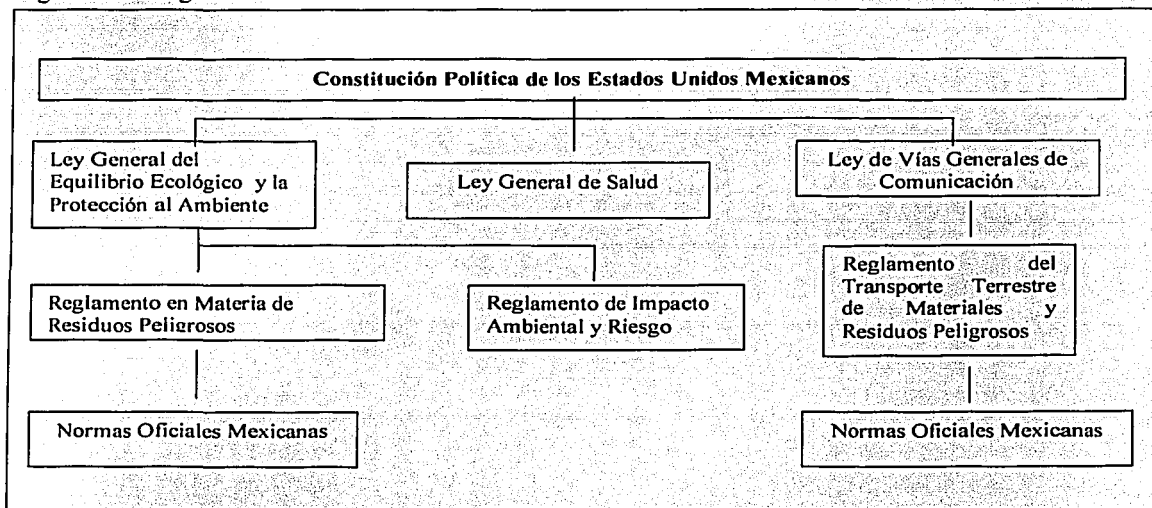 Constitución Política de los Estados Unidos Mexicanos
Ley General del
Equilibrio Ecológico y la
Protección al Ambiente
Ley General de Salud
Ley de Vías Generales de
Comunicación
Reglamento en Materia de
Residuos Peligrosos
Reglamento de Impacto
Ambiental y Riesgo
Reglamento del
Transporte Terrestre
de Materiales y
Residuos Peligrosos
Normas Oficiales Mexicanas
Normas Oficiales Mexicanas